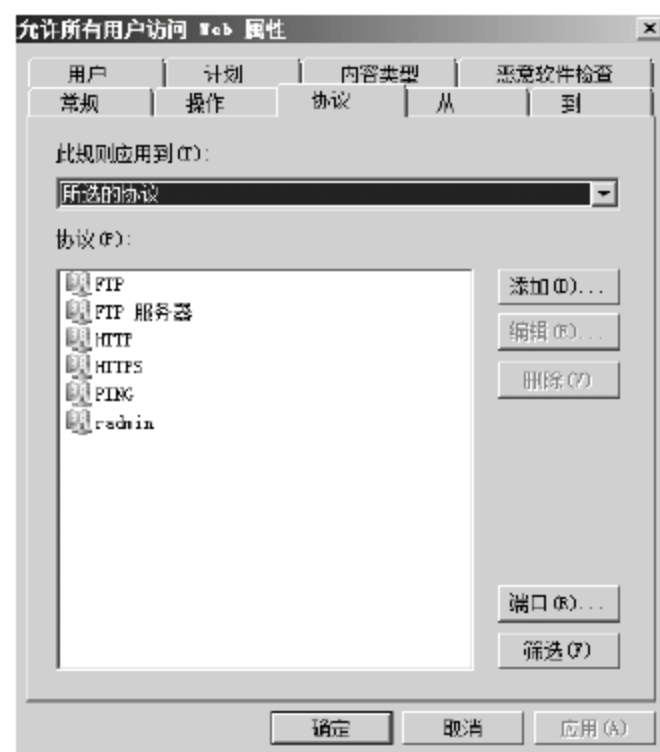 允许所有用户访问 Web 属性
用户 计划 内容类型 恶意软件检查
常规 操作 协议 从 到
此规则应用到(T):
所选的协议
协议(P):
FTP
FTP 服务器
HTTP
HTTPS
PING
radmin
添加(D)...
编辑(E)...
删除(V)
端口(R)...
筛选(F)
确定 取消 应用(A)